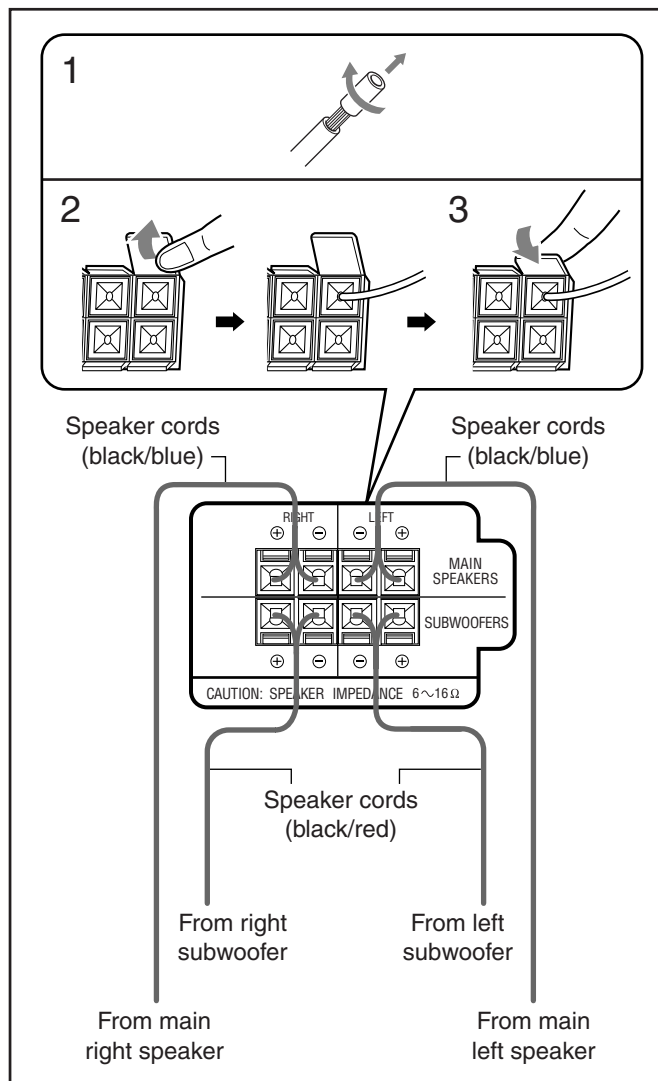 1
2
3
Speaker cords
(black/blue)
Speaker cords
(black/blue)
RIGHT LEFT
⊕ ⊖ ⊖ ⊕
MAIN
SPEAKERS
SUBWOOFERS
⊕ ⊖ ⊖ ⊕
CAUTION: SPEAKER IMPEDANCE 6～16Ω
Speaker cords
(black/red)
From right
subwoofer
From left
subwoofer
From main
right speaker
From main
left speaker